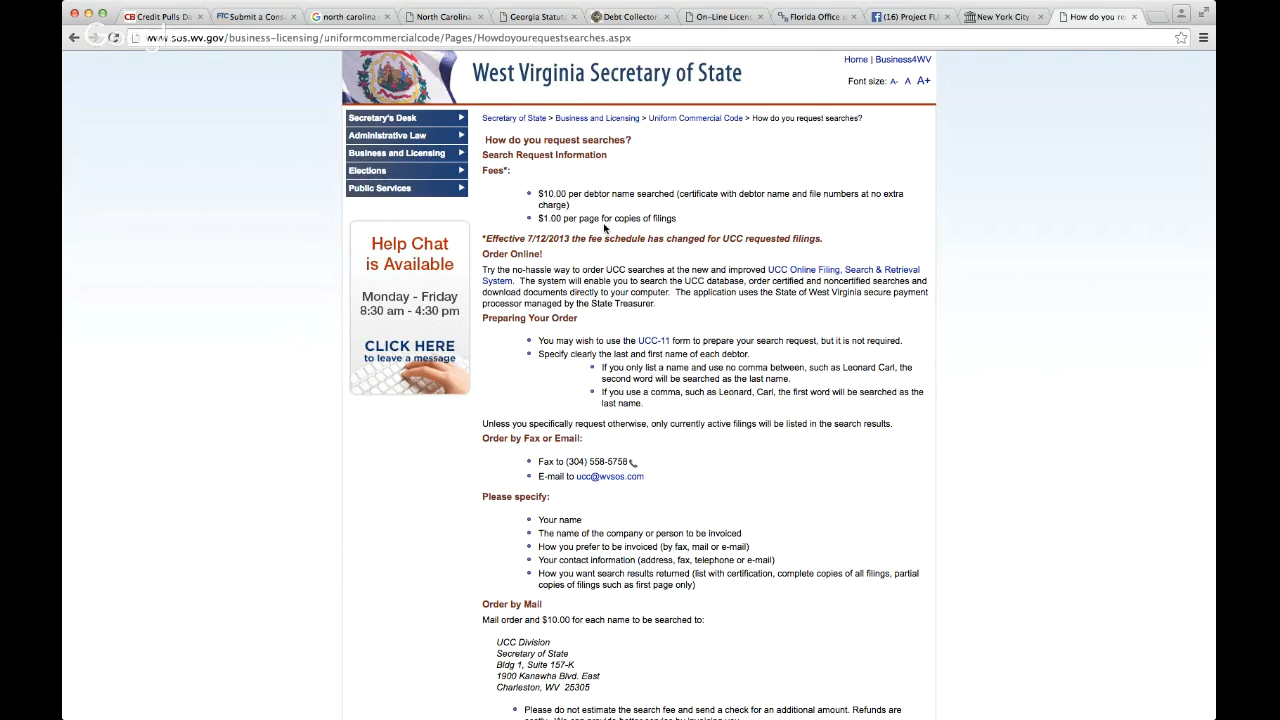 Credit Pulls Da
FTC Submit a Cons
north carolina
North Carolina
Georgia Statut
Debt Collector
On-Line Licens
Florida Office
(16) Project FL
New York City
How do you re
www.sos.wv.gov/business-licensing/uniformcommercialcode/Pages/Howdoyourequestsearches.aspx
West Virginia Secretary of State
Home | Business4WV
Font size: A- A A+
Secretary's Desk
Administrative Law
Business and Licensing
Elections
Public Services
Help Chat
is Available
Monday - Friday
8:30 am - 4:30 pm
CLICK HERE
to leave a message
Secretary of State > Business and Licensing > Uniform Commercial Code > How do you request searches?
How do you request searches?
Search Request Information
Fees*:
$10.00 per debtor name searched (certificate with debtor name and file numbers at no extra
charge)
$1.00 per page for copies of filings
*Effective 7/12/2013 the fee schedule has changed for UCC requested filings.
Order Online!
Try the no-hassle way to order UCC searches at the new and improved UCC Online Filing, Search & Retrieval
System. The system will enable you to search the UCC database, order certified and noncertified searches and
download documents directly to your computer. The application uses the State of West Virginia secure payment
processor managed by the State Treasurer.
Preparing Your Order
You may wish to use the UCC-11 form to prepare your search request, but it is not required.
Specify clearly the last and first name of each debtor.
If you only list a name and use no comma between, such as Leonard Carl, the
second word will be searched as the last name.
If you use a comma, such as Leonard, Carl, the first word will be searched as the
last name.
Unless you specifically request otherwise, only currently active filings will be listed in the search results.
Order by Fax or Email:
Fax to (304) 558-5758
E-mail to ucc@wvsos.com
Please specify:
Your name
The name of the company or person to be invoiced
How you prefer to be invoiced (by fax, mail or e-mail)
Your contact information (address, fax, telephone or e-mail)
How you want search results returned (list with certification, complete copies of all filings, partial
copies of filings such as first page only)
Order by Mail
Mail order and $10.00 for each name to be searched to:
UCC Division
Secretary of State
Bldg 1, Suite 157-K
1900 Kanawha Blvd. East
Charleston, WV 25305
Please do not estimate the search fee and send a check for an additional amount. Refunds are